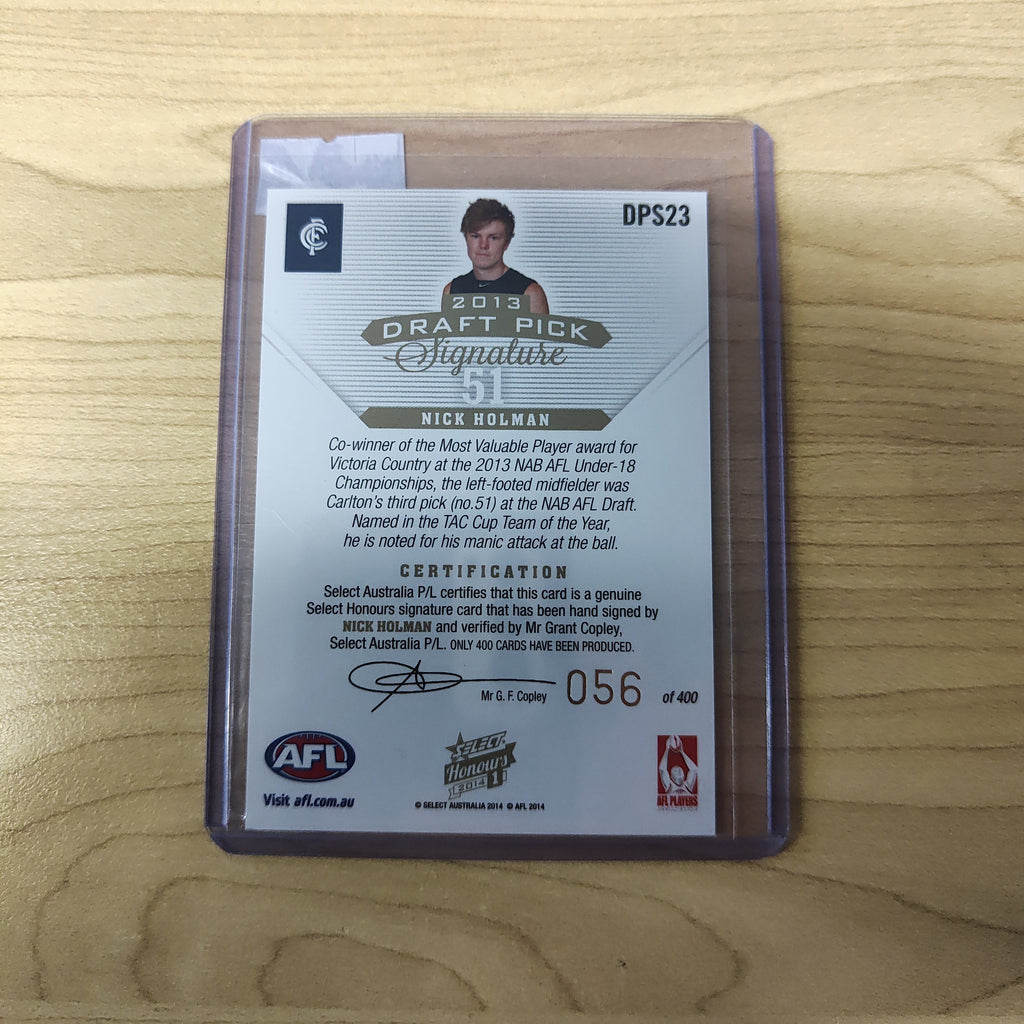 DPS23
2013
DRAFT PICK
Signature
51
NICK HOLMAN
Co-winner of the Most Valuable Player award for
Victoria Country at the 2013 NAB AFL Under-18
Championships, the left-footed midfielder was
Carlton's third pick (no.51) at the NAB AFL Draft.
Named in the TAC Cup Team of the Year,
he is noted for his manic attack at the ball.
CERTIFICATION
Select Australia P/L certifies that this card is a genuine
Select Honours signature card that has been hand signed by
NICK HOLMAN and verified by Mr Grant Copley,
Select Australia P/L. ONLY 400 CARDS HAVE BEEN PRODUCED.
Mr G. F. Copley 056 of 400
AFL
Visit afl.com.au
SELECT
Honours
2014 1
© SELECT AUSTRALIA 2014 © AFL 2014
AFL PLAYERS